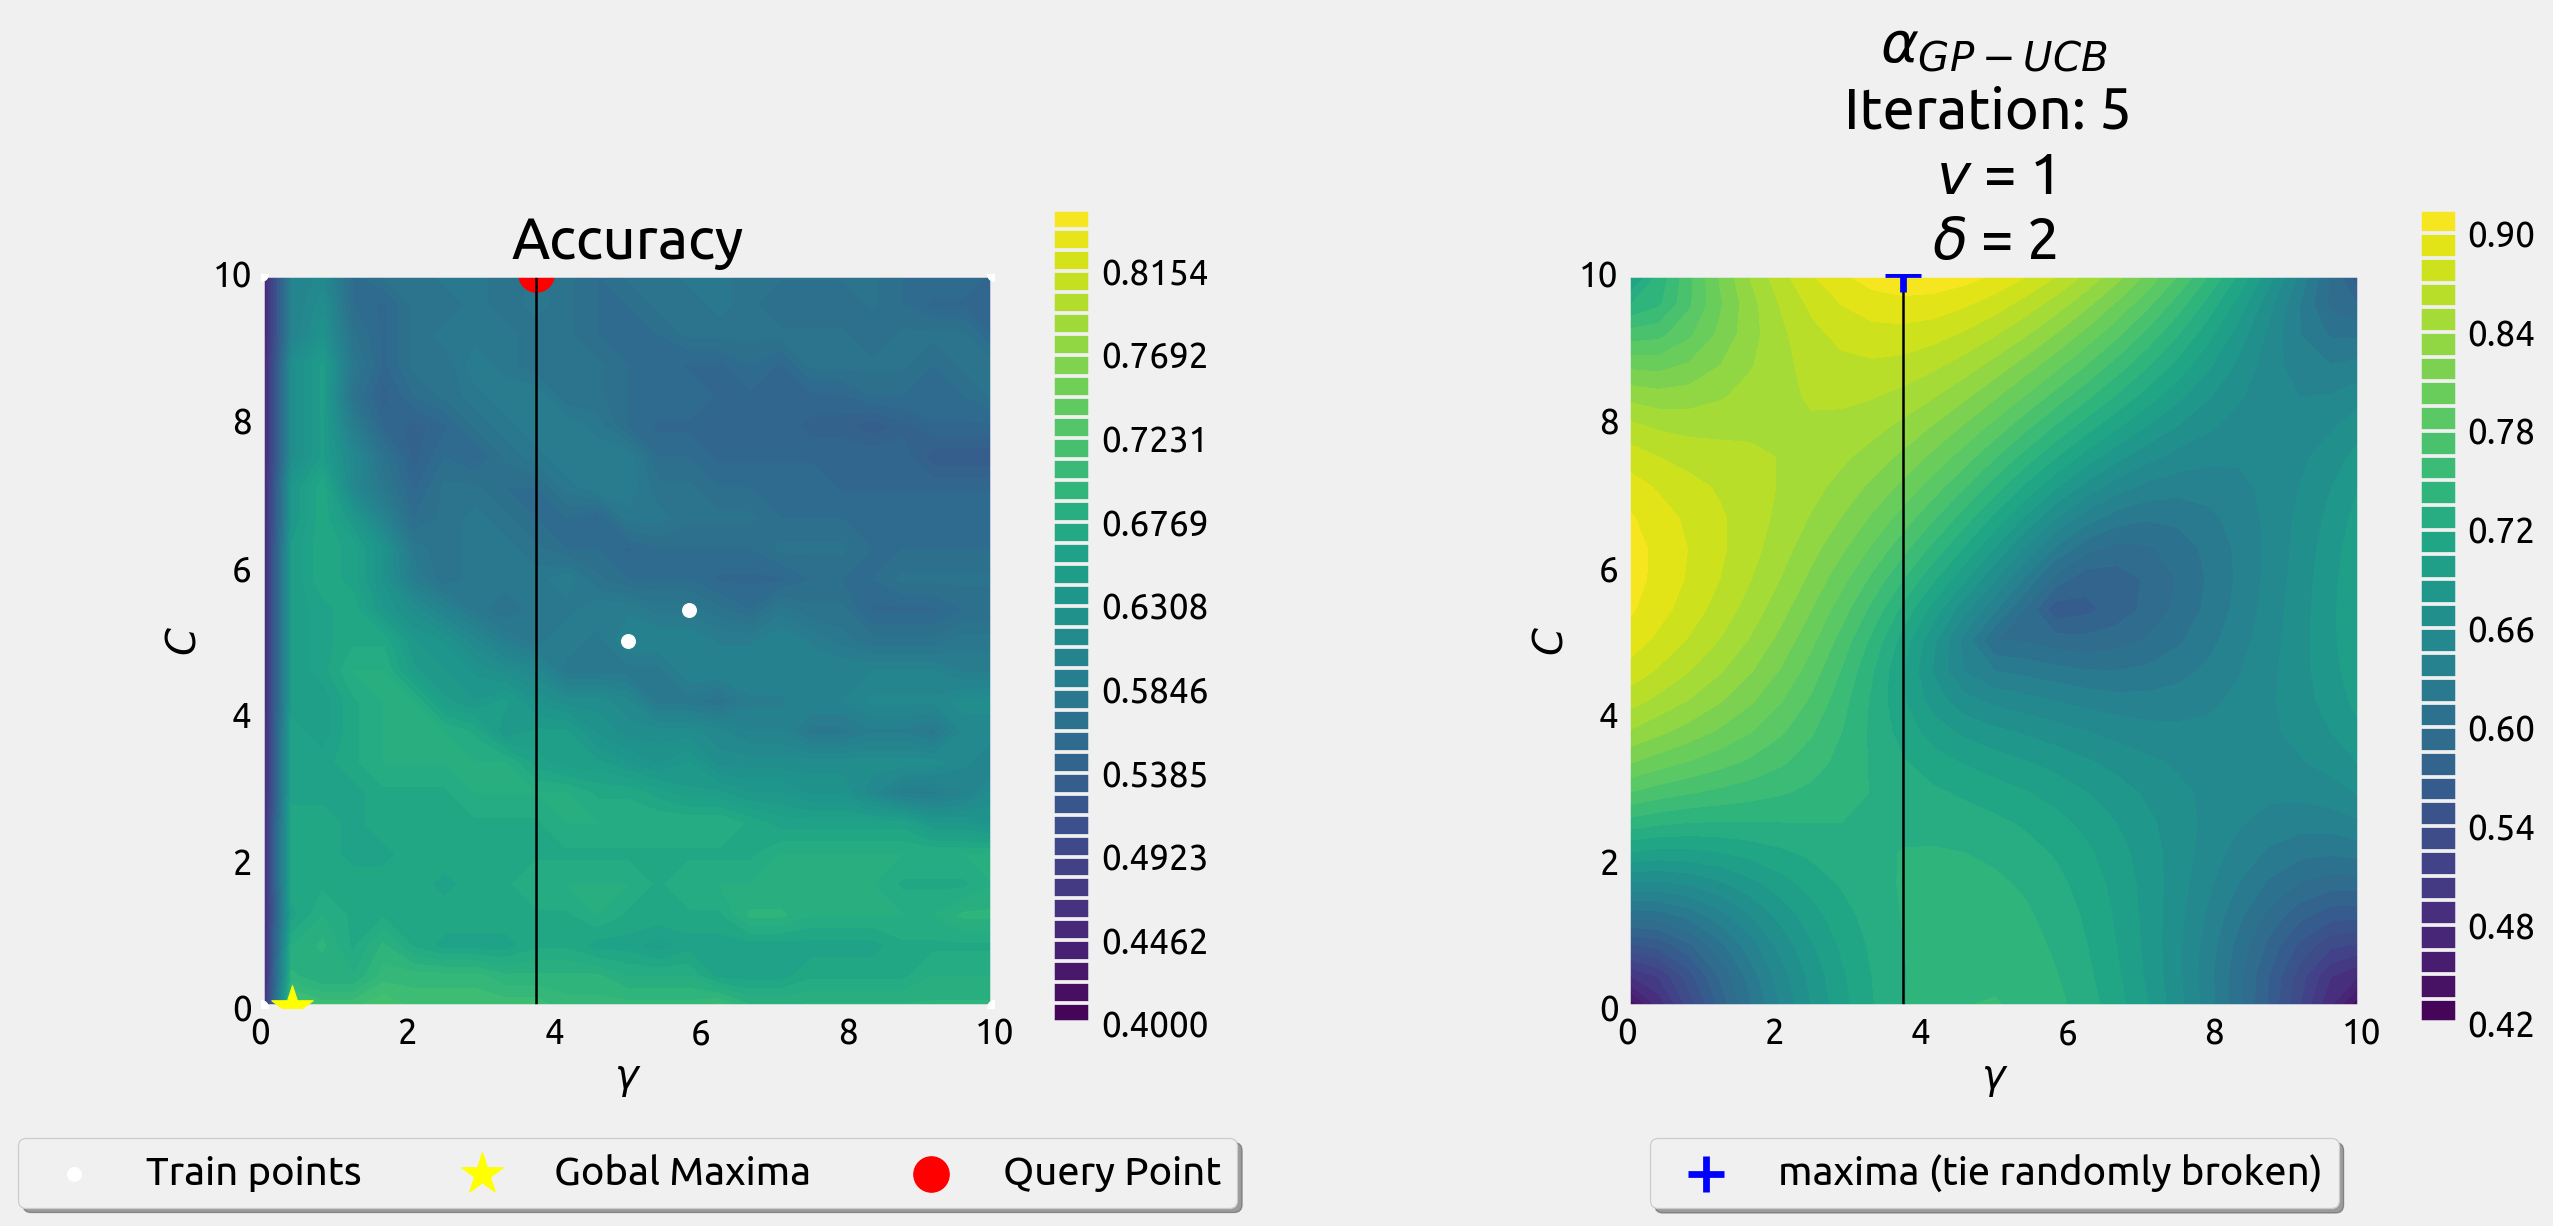 α_GP − UCB
Iteration: 5
ν = 1
δ = 2
Accuracy
10
8
6
4
2
0
C
0 2 4 6 8 10
γ
0.8154
0.7692
0.7231
0.6769
0.6308
0.5846
0.5385
0.4923
0.4462
0.4000
10
8
6
4
2
0
C
0 2 4 6 8 10
γ
0.90
0.84
0.78
0.72
0.66
0.60
0.54
0.48
0.42
Train points Gobal Maxima Query Point
maxima (tie randomly broken)